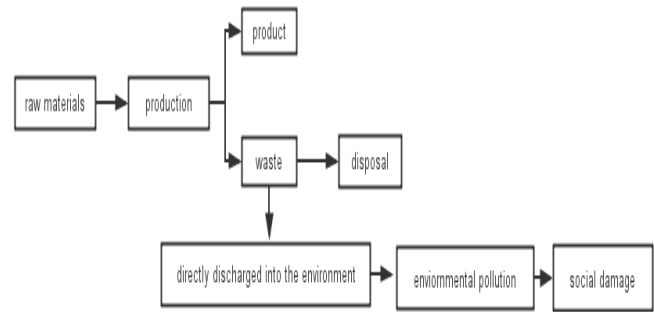 product
raw materials
production
waste
disposal
directly discharged into the environment
enviornmental pollution
social damage